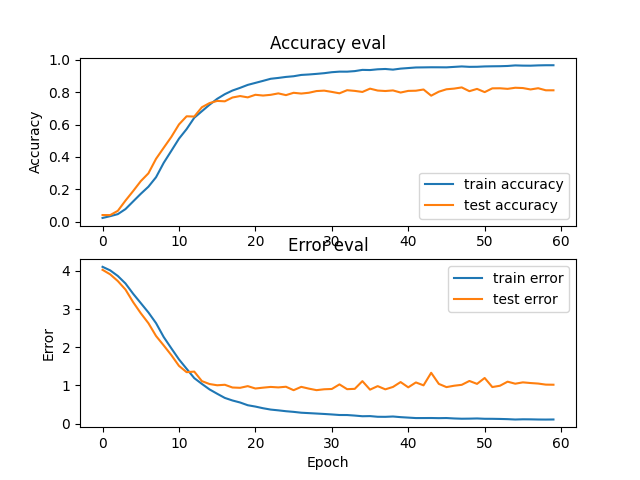 Accuracy eval
1.0
0.8
0.6
0.4
0.2
0.0
Accuracy
train accuracy
test accuracy
0 10 20 30 40 50 60
Error eval
4
3
2
1
0
Error
train error
test error
0 10 20 30 40 50 60
Epoch